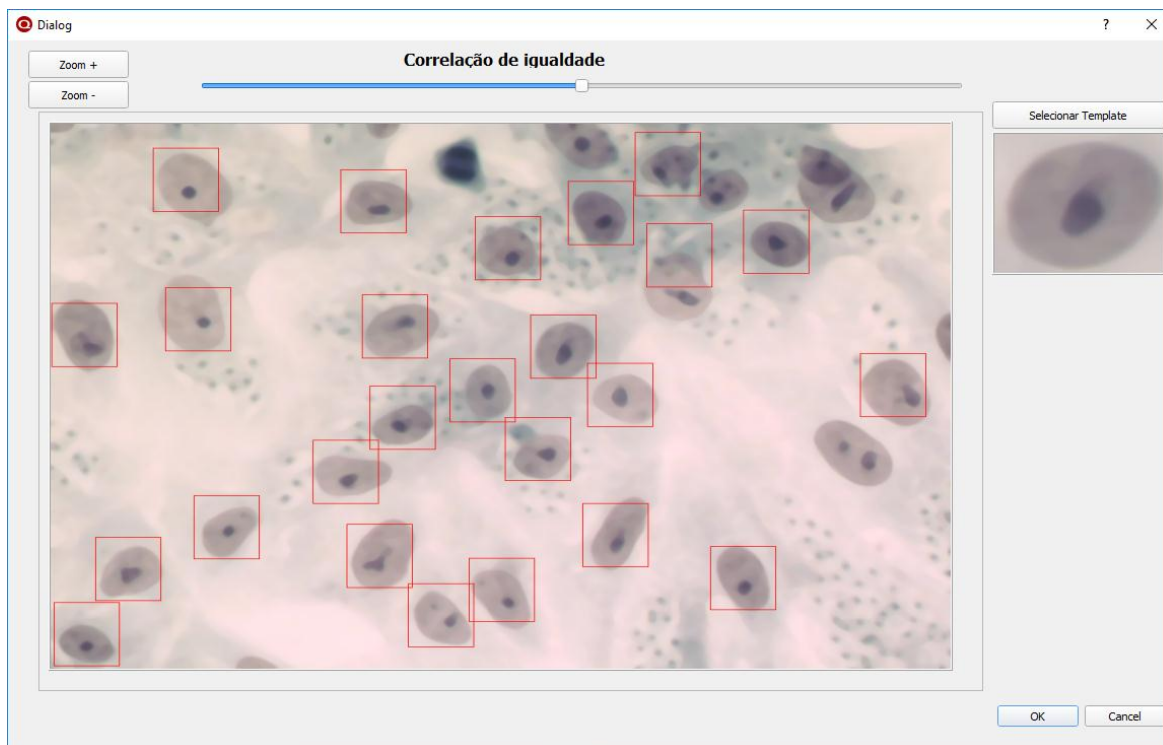 Dialog
? ×
Zoom +
Correlação de igualdade
Zoom -
Selecionar Template
OK
Cancel